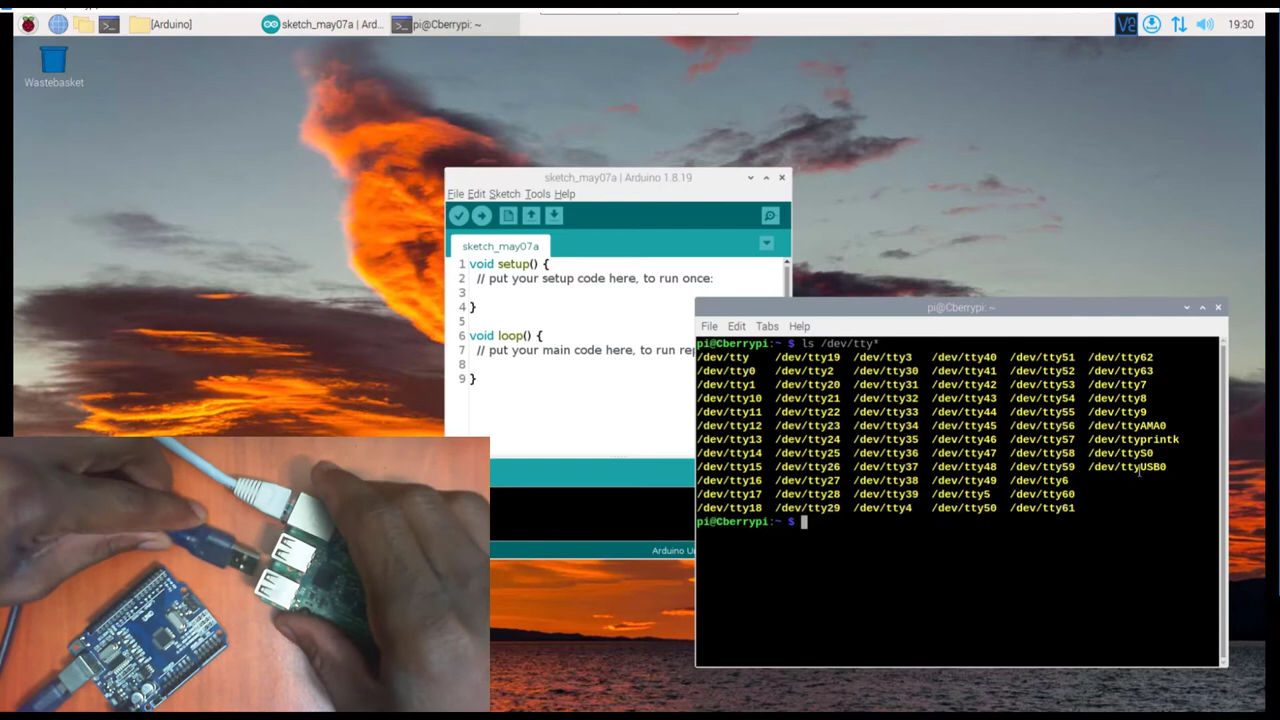 [Arduino]
sketch_may07a | Ard...
pi@Cberrypi: ~
19:30
Wastebasket
sketch_may07a | Arduino 1.8.19
File Edit Sketch Tools Help
sketch_may07a
1 void setup() {
2 // put your setup code here, to run once:
3
4 }
5
6 void loop() {
7 // put your main code here, to run rep
8
9 }
Arduino Un
pi@Cberrypi: ~
File Edit Tabs Help
pi@Cberrypi:~ $ ls /dev/tty*
/dev/tty /dev/tty19 /dev/tty3 /dev/tty40 /dev/tty51 /dev/tty62
/dev/tty0 /dev/tty2 /dev/tty30 /dev/tty41 /dev/tty52 /dev/tty63
/dev/tty1 /dev/tty20 /dev/tty31 /dev/tty42 /dev/tty53 /dev/tty7
/dev/tty10 /dev/tty21 /dev/tty32 /dev/tty43 /dev/tty54 /dev/tty8
/dev/tty11 /dev/tty22 /dev/tty33 /dev/tty44 /dev/tty55 /dev/tty9
/dev/tty12 /dev/tty23 /dev/tty34 /dev/tty45 /dev/tty56 /dev/ttyAMA0
/dev/tty13 /dev/tty24 /dev/tty35 /dev/tty46 /dev/tty57 /dev/ttyprintk
/dev/tty14 /dev/tty25 /dev/tty36 /dev/tty47 /dev/tty58 /dev/ttyS0
/dev/tty15 /dev/tty26 /dev/tty37 /dev/tty48 /dev/tty59 /dev/ttyUSB0
/dev/tty16 /dev/tty27 /dev/tty38 /dev/tty49 /dev/tty6
/dev/tty17 /dev/tty28 /dev/tty39 /dev/tty5 /dev/tty60
/dev/tty18 /dev/tty29 /dev/tty4 /dev/tty50 /dev/tty61
pi@Cberrypi:~ $
UNO